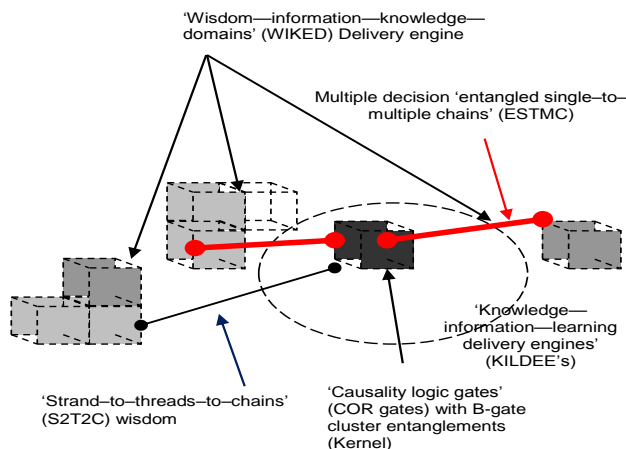 ‘Wisdom—information—knowledge—
domains’ (WIKED) Delivery engine
Multiple decision ‘entangled single–to–
multiple chains’ (ESTMC)
‘Knowledge—
information—learning
delivery engines’
(KILDEE’s)
‘Strand–to–threads–to–chains’
(S2T2C) wisdom
‘Causality logic gates’
(COR gates) with B-gate
cluster entanglements
(Kernel)